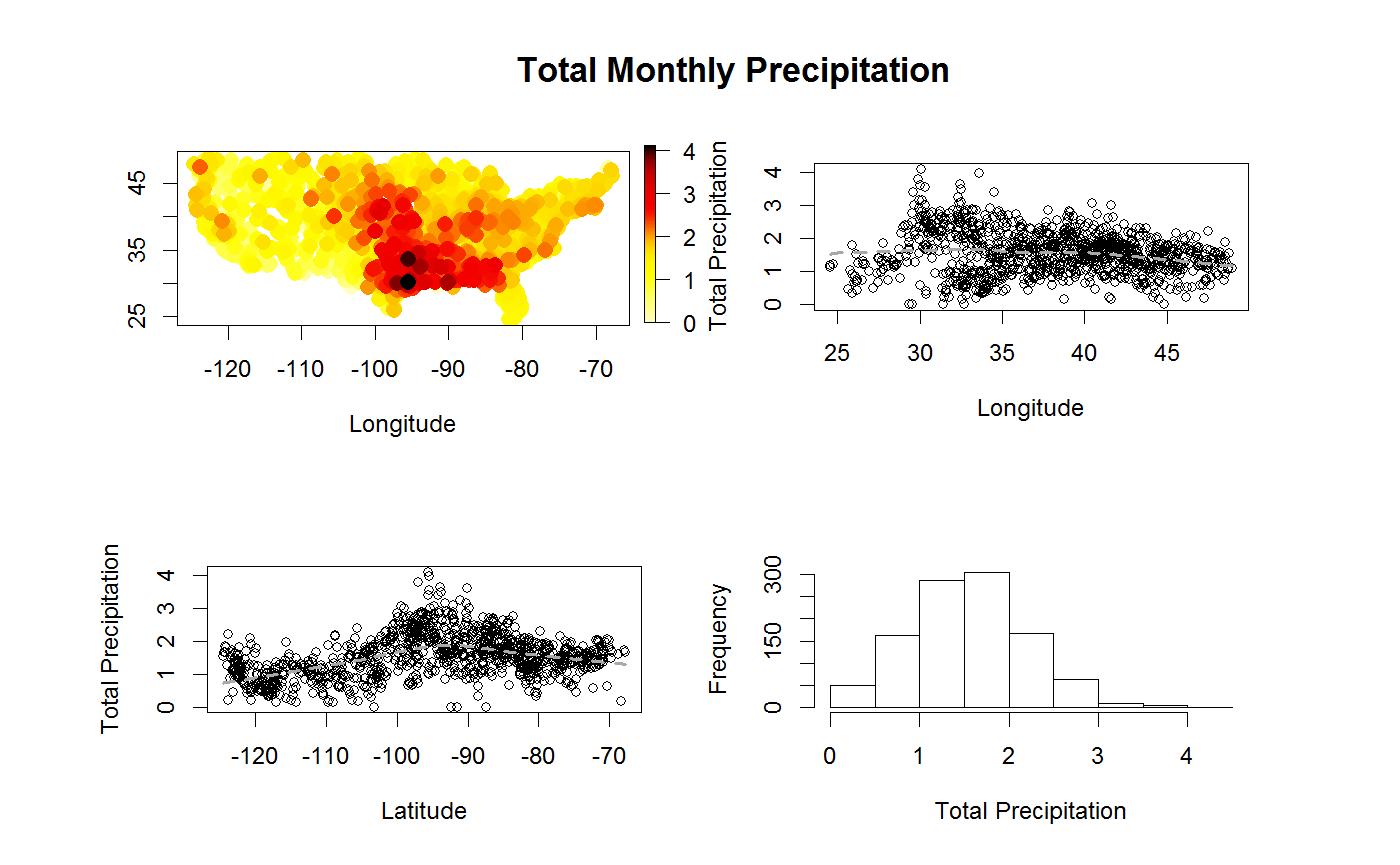 Total Monthly Precipitation
45
35
25
-120 -110 -100 -90 -70
Longitude
4
3
2
1
0
Total Precipitation
4
3
2
1
0
25 30 35 40 45
Longitude
Total Precipitation
4
3
2
1
0
-120 -110 -100 -90 -80 -70
Latitude
Frequency
300
150
0
0 1 2 3 4
Total Precipitation